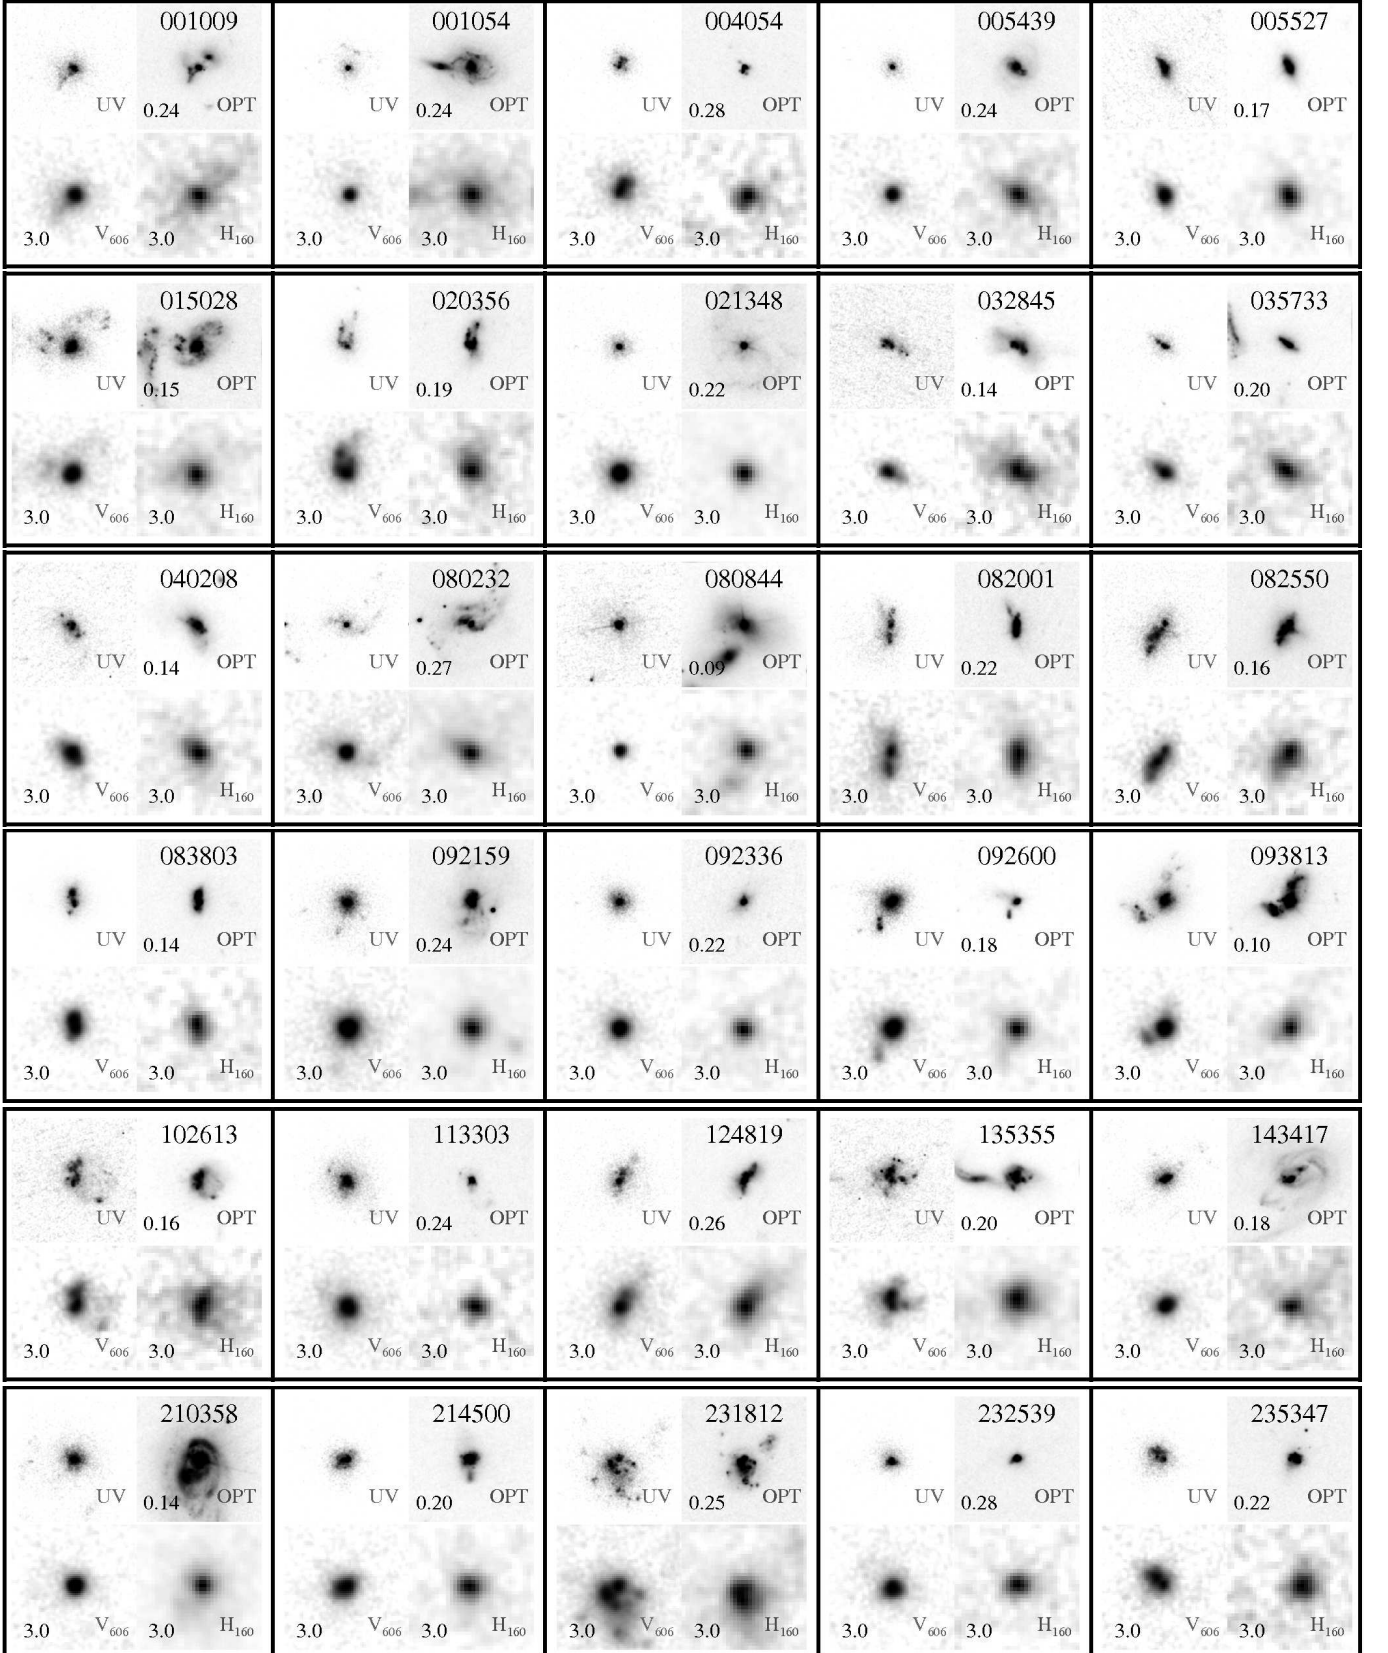 001009 001054 004054 005439 005527
UV 0.24 OPT UV 0.24 OPT UV 0.28 OPT UV 0.24 OPT UV 0.17 OPT
3.0 V606 3.0 H160 3.0 V606 3.0 H160 3.0 V606 3.0 H160 3.0 V606 3.0 H160 3.0 V606 3.0 H160
015028 020356 021348 032845 035733
UV 0.15 OPT UV 0.19 OPT UV 0.22 OPT UV 0.14 OPT UV 0.20 OPT
3.0 V606 3.0 H160 3.0 V606 3.0 H160 3.0 V606 3.0 H160 3.0 V606 3.0 H160 3.0 V606 3.0 H160
040208 080232 080844 082001 082550
UV 0.14 OPT UV 0.27 OPT UV 0.09 OPT UV 0.22 OPT UV 0.16 OPT
3.0 V606 3.0 H160 3.0 V606 3.0 H160 3.0 V606 3.0 H160 3.0 V606 3.0 H160 3.0 V606 3.0 H160
083803 092159 092336 092600 093813
UV 0.14 OPT UV 0.24 OPT UV 0.22 OPT UV 0.18 OPT UV 0.10 OPT
3.0 V606 3.0 H160 3.0 V606 3.0 H160 3.0 V606 3.0 H160 3.0 V606 3.0 H160 3.0 V606 3.0 H160
102613 113303 124819 135355 143417
UV 0.16 OPT UV 0.24 OPT UV 0.26 OPT UV 0.20 OPT UV 0.18 OPT
3.0 V606 3.0 H160 3.0 V606 3.0 H160 3.0 V606 3.0 H160 3.0 V606 3.0 H160 3.0 V606 3.0 H160
210358 214500 231812 232539 235347
UV 0.14 OPT UV 0.20 OPT UV 0.25 OPT UV 0.28 OPT UV 0.22 OPT
3.0 V606 3.0 H160 3.0 V606 3.0 H160 3.0 V606 3.0 H160 3.0 V606 3.0 H160 3.0 V606 3.0 H160